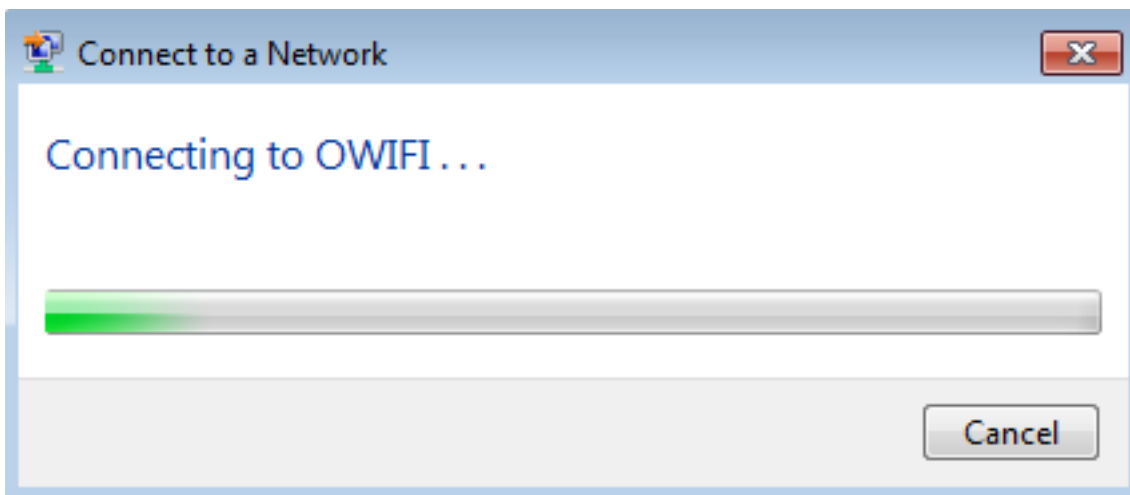 Connect to a Network
Connecting to OWIFI . . .
Cancel